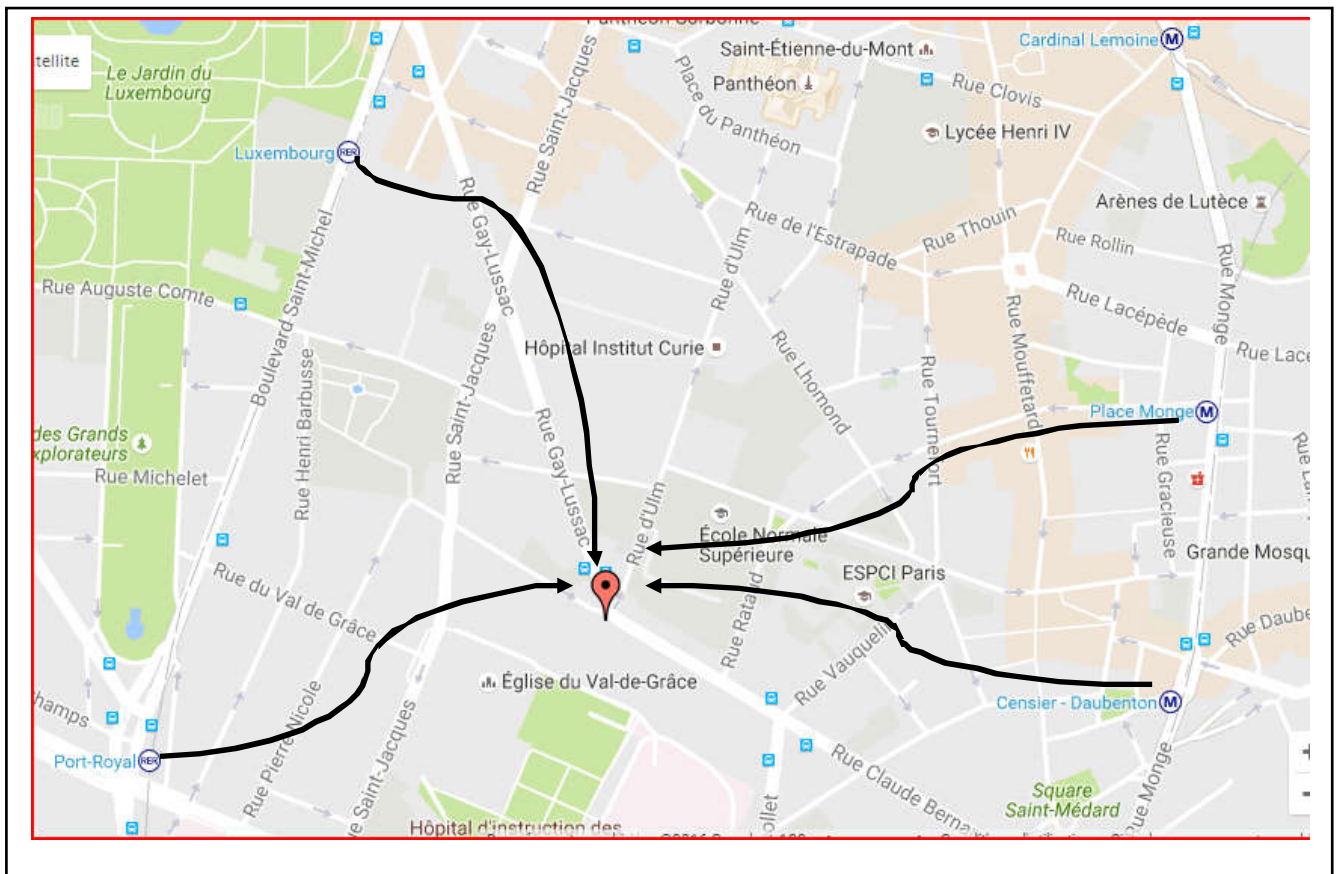 Panthéon Sorbonne
tellite
Le Jardin du
Luxembourg
Saint-Étienne-du-Mont
Panthéon
Cardinal Lemoine M
Rue Clovis
Place du Panthéon
Lycée Henri IV
Rue Saint-Jacques
Luxembourg RER
Rue Gay-Lussac
Arènes de Lutèce
Rue de l'Estrapade
Rue Thouin
Rue Rollin
Boulevard Saint-Michel
Rue d'Ulm
Rue Monge
Rue Auguste Comte
Rue Lacépède
Rue Mouffetard
Rue Lace
Hôpital Institut Curie
Rue Saint-Jacques
Rue Henri Barbusse
Rue Lhomond
Rue Tournefort
Place Monge M
des Grands
xplorateurs
Rue Michelet
Rue Gay-Lussac
Rue Gracieuse
Rue d'Ulm
École Normale
Supérieure
Grande Mosqu
ESPCI Paris
Rue du Val de Grâce
Rue Rataud
Rue Vauquelin
Rue Daube
Église du Val-de-Grâce
Censier - Daubenton M
hamps
Port-Royal RER
Rue Pierre Nicole
e Saint-Jacques
Rue Claude Berna
ollet
Square
Saint-Médard
Rue Monge
Hôpital d'instruction des